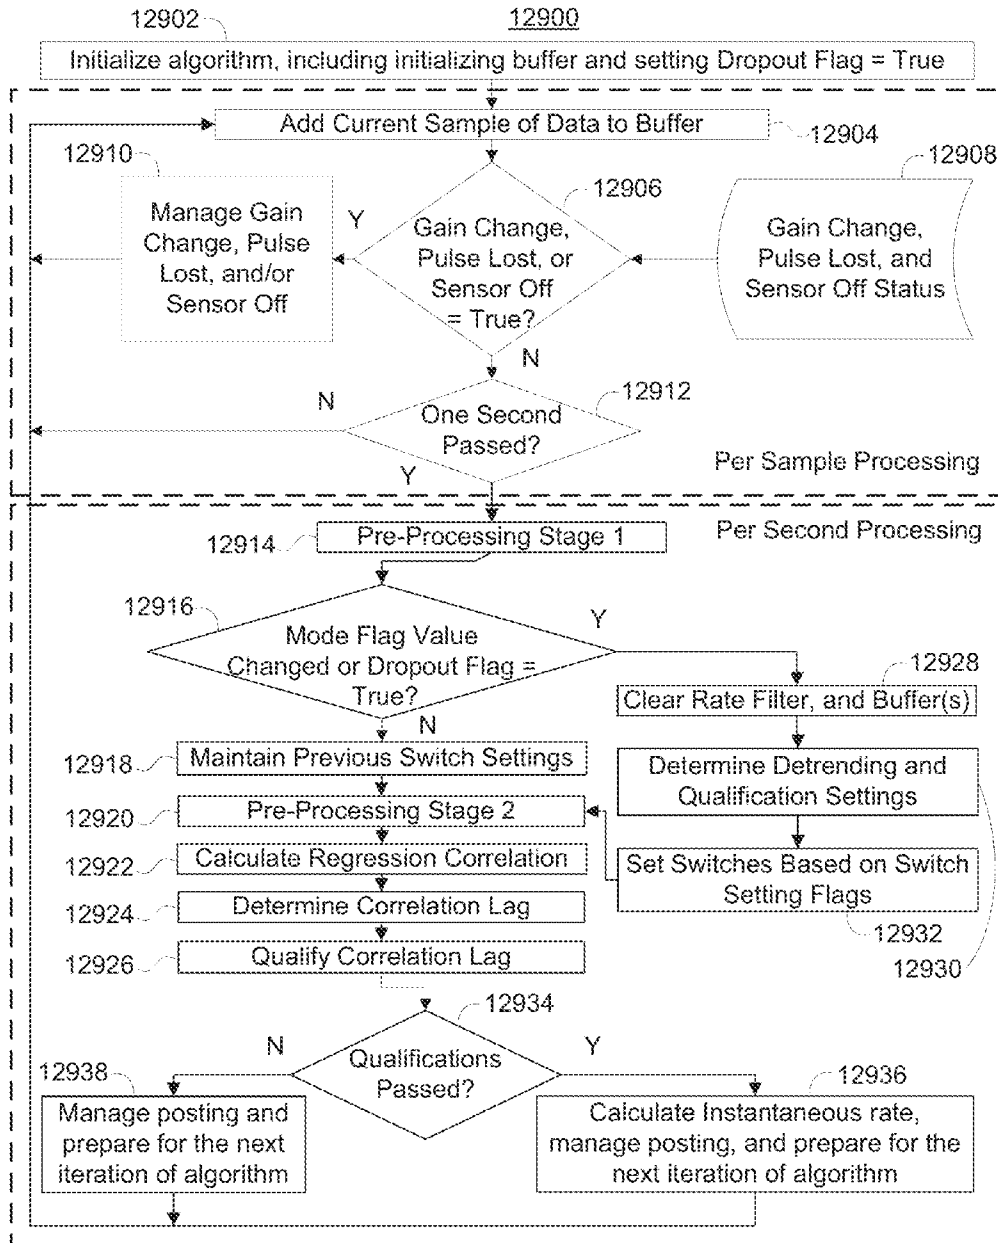 12902
12900
Initialize algorithm, including initializing buffer and setting Dropout Flag = True
Add Current Sample of Data to Buffer
12904
12910
12906
12908
Manage Gain
Change, Pulse
Lost, and/or
Sensor Off
Y
Gain Change,
Pulse Lost, or
Sensor Off
= True?
Gain Change,
Pulse Lost, and
Sensor Off Status
N
N
12912
One Second
Passed?
Y
Per Sample Processing
Per Second Processing
12914
Pre-Processing Stage 1
12916
Y
Mode Flag Value
Changed or Dropout Flag =
True?
12928
Clear Rate Filter, and Buffer(s)
N
12918
Maintain Previous Switch Settings
Determine Detrending and
Qualification Settings
12920
Pre-Processing Stage 2
12922
Calculate Regression Correlation
Set Switches Based on Switch
Setting Flags
12924
Determine Correlation Lag
12932
12926
Qualify Correlation Lag
12930
12934
N
Qualifications
Passed?
Y
12938
12936
Manage posting and
prepare for the next
iteration of algorithm
Calculate Instantaneous rate,
manage posting, and prepare for the
next iteration of algorithm